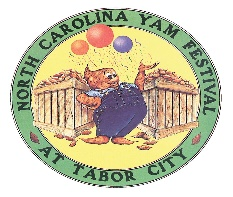 NORTH CAROLINA YAM FESTIVAL
AT TABOR CITY